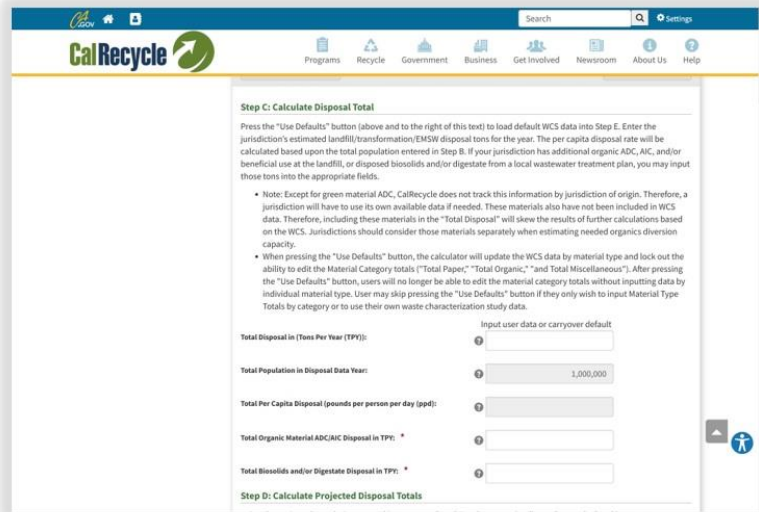 CA.GOV
Search
Settings
CalRecycle
Programs
Recycle
Government
Business
Get Involved
Newsroom
About Us
Help
Step C: Calculate Disposal Total
Press the "Use Defaults" button (above and to the right of this text) to load default WCS data into Step E. Enter the
jurisdiction's estimated landfill/transformation/EMSW disposal tons for the year. The per capita disposal rate will be
calculated based upon the total population entered in Step B. If your jurisdiction has additional organic ADC, AIC, and/or
beneficial use at the landfill, or disposed biosolids and/or digestate from a local wastewater treatment plan, you may input
those tons into the appropriate fields.
• Note: Except for green material ADC, CalRecycle does not track this information by jurisdiction of origin. Therefore, a
jurisdiction will have to use its own available data if needed. These materials also have not been included in WCS
data. Therefore, including these materials in the "Total Disposal" will skew the results of further calculations based
on the WCS. Jurisdictions should consider those materials separately when estimating needed organics diversion
capacity.
• When pressing the "Use Defaults" button, the calculator will update the WCS data by material type and lock out the
ability to edit the Material Category totals ("Total Paper," "Total Organic," "and Total Miscellaneous"). After pressing
the "Use Defaults" button, users will no longer be able to edit the material category totals without inputting data by
individual material type. User may skip pressing the "Use Defaults" button if they only wish to input Material Type
Totals by category or to use their own waste characterization study data.
Input user data or carryover default
Total Disposal in (Tons Per Year (TPY)):
Total Population in Disposal Data Year:
1,000,000
Total Per Capita Disposal (pounds per person per day (ppd):
Total Organic Material ADC/AIC Disposal in TPY: *
Total Biosolids and/or Digestate Disposal in TPY: *
Step D: Calculate Projected Disposal Totals